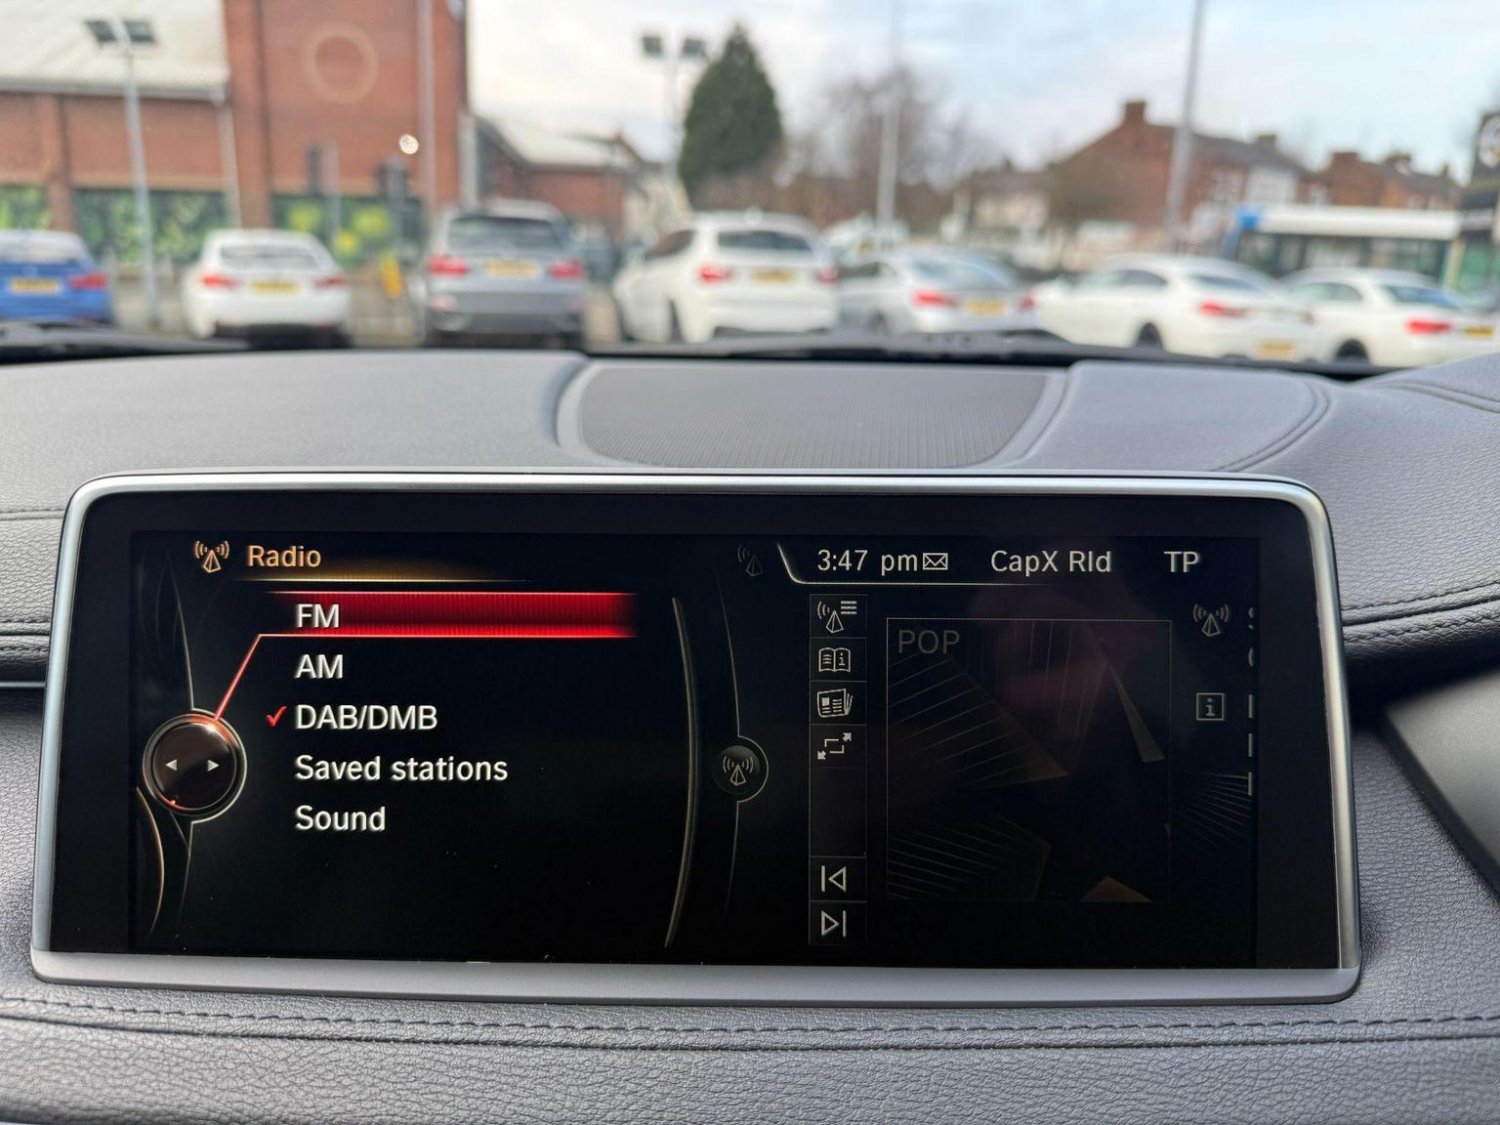 Radio
3:47 pm CapX Rld TP
FM
AM
DAB/DMB
Saved stations
Sound
POP